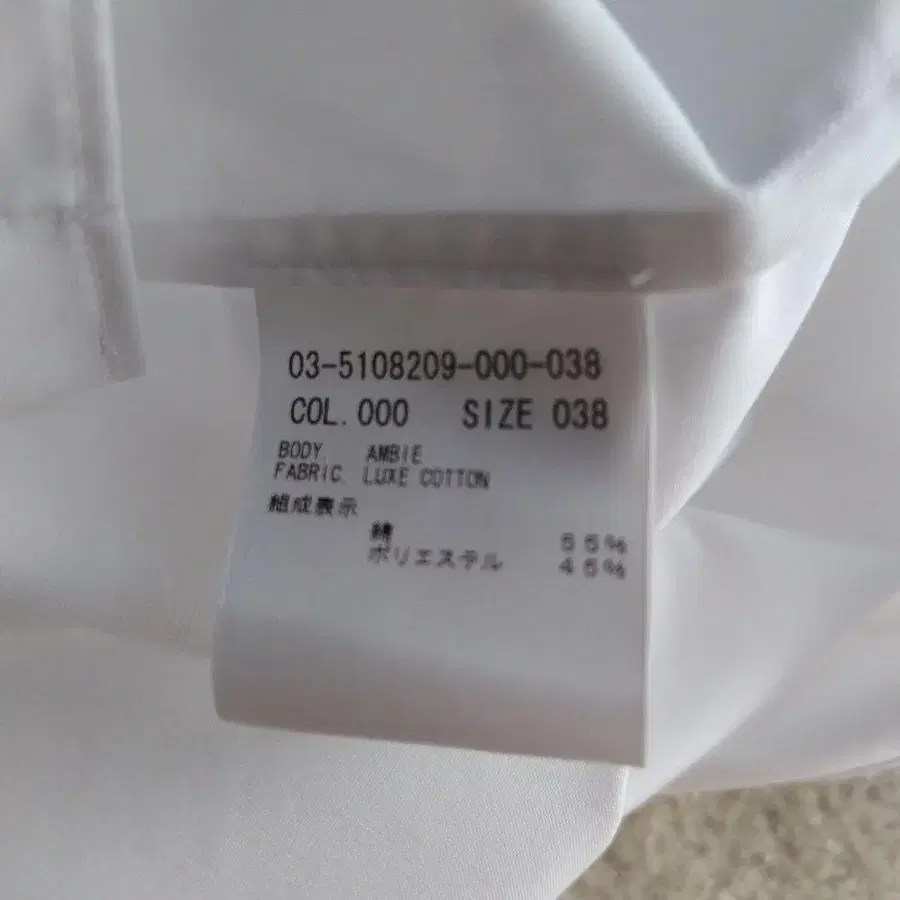 03-5108209-000-038
COL. 000 SIZE 038
BODY. AMBIE
FABRIC. LUXE COTTON
組成表示
綿 55%
ポリエステル 45%